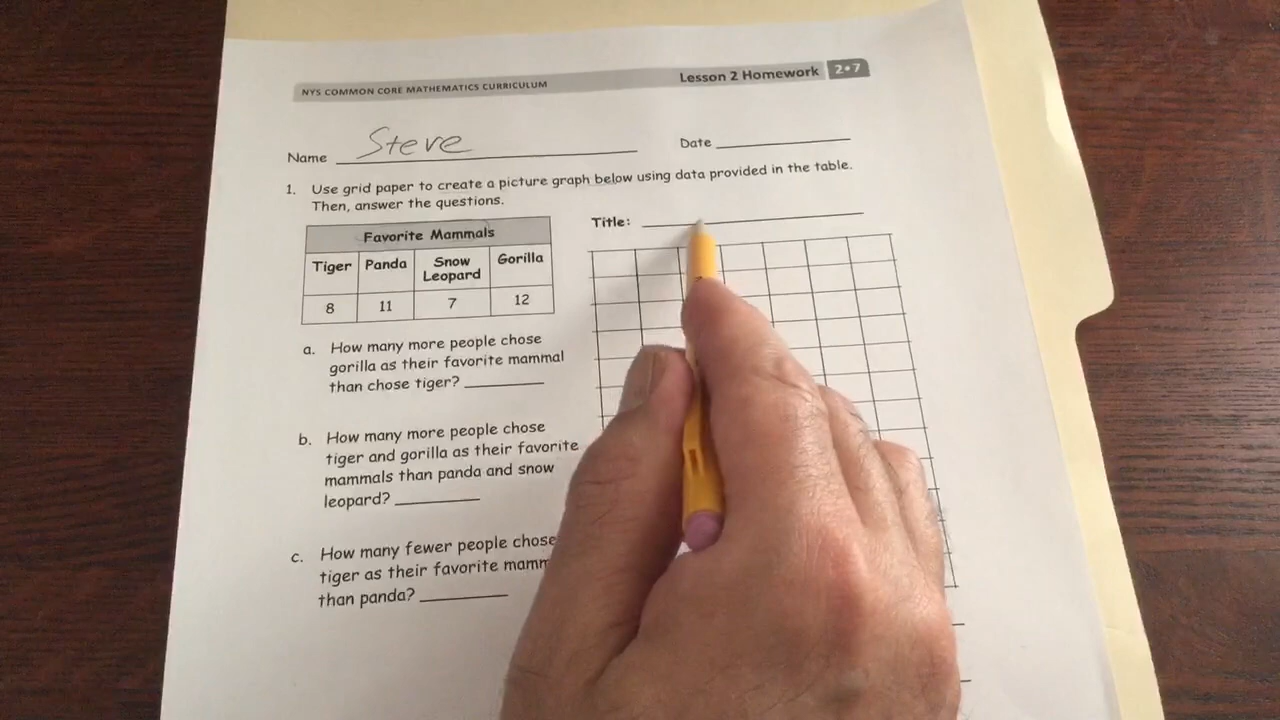 NYS COMMON CORE MATHEMATICS CURRICULUM
Lesson 2 Homework 2•7
Name Steve
Date
1. Use grid paper to create a picture graph below using data provided in the table.
Then, answer the questions.
Favorite Mammals
Tiger Panda Snow Leopard Gorilla
8 11 7 12
Title:
a. How many more people chose
gorilla as their favorite mammal
than chose tiger?
b. How many more people chose
tiger and gorilla as their favorite
mammals than panda and snow
leopard?
c. How many fewer people chose
tiger as their favorite
than panda?